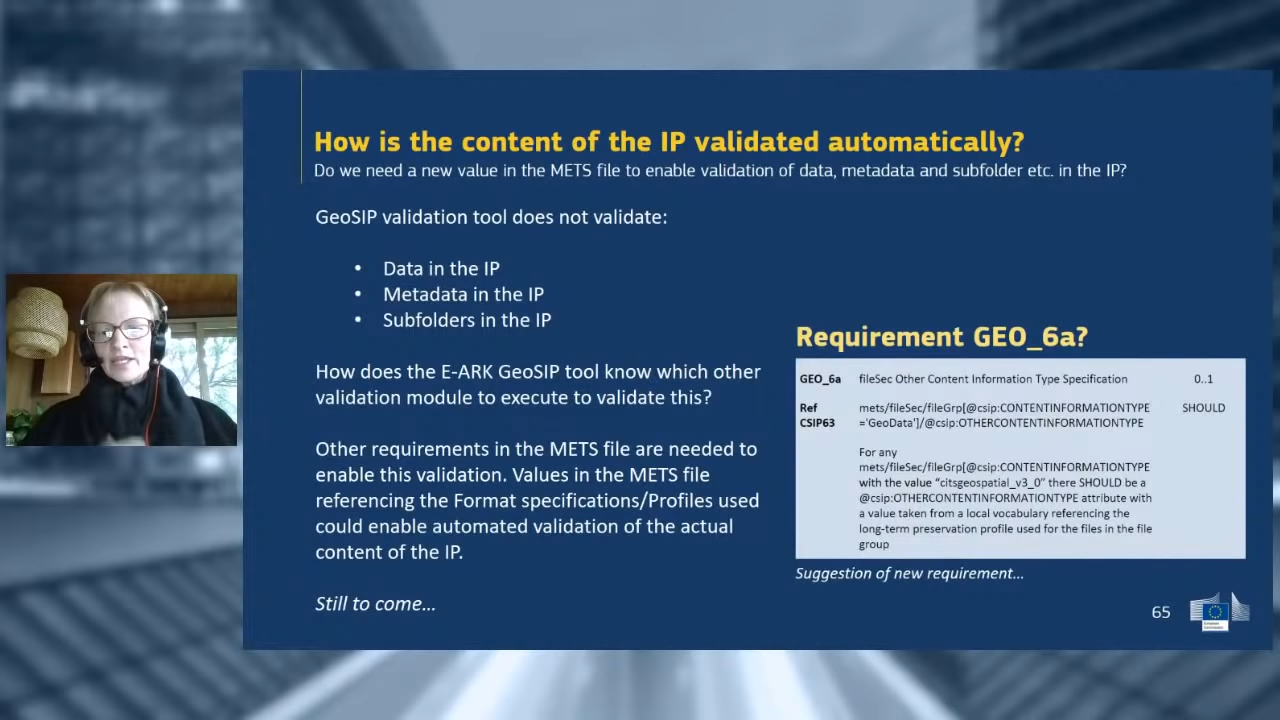 How is the content of the IP validated automatically?
Do we need a new value in the METS file to enable validation of data, metadata and subfolder etc. in the IP?
GeoSIP validation tool does not validate:
• Data in the IP
• Metadata in the IP
• Subfolders in the IP
How does the E-ARK GeoSIP tool know which other
validation module to execute to validate this?
Other requirements in the METS file are needed to
enable this validation. Values in the METS file
referencing the Format specifications/Profiles used
could enable automated validation of the actual
content of the IP.
Still to come...
Requirement GEO_6a?
GEO_6a fileSec Other Content Information Type Specification 0..1
Ref mets/fileSec/fileGrp[@csip:CONTENTINFORMATIONTYPE SHOULD
CSIP63 ='GeoData']/@csip:OTHERCONTENTINFORMATIONTYPE
For any
mets/fileSec/fileGrp[@csip:CONTENTINFORMATIONTYPE
with the value “citsgeospatial_v3_0” there SHOULD be a
@csip:OTHERCONTENTINFORMATIONTYPE attribute with
a value taken from a local vocabulary referencing the
long-term preservation profile used for the files in the file
group
Suggestion of new requirement...
65